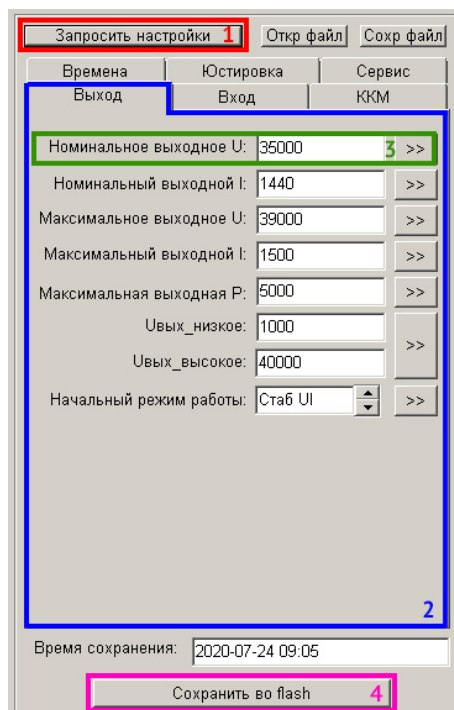 Запросить настройки 1 Откр файл Сохр файл
Времена Юстировка Сервис
Выход Вход ККМ
Номинальное выходное U: 35000 3 >>
Номинальный выходной I: 1440 >>
Максимальное выходное U: 39000 >>
Максимальный выходной I: 1500 >>
Максимальная выходная P: 5000 >>
Uвых_низкое: 1000
>>
Uвых_высокое: 40000
Начальный режим работы: Стаб UI >>
2
Время сохранения: 2020-07-24 09:05
Сохранить во flash 4